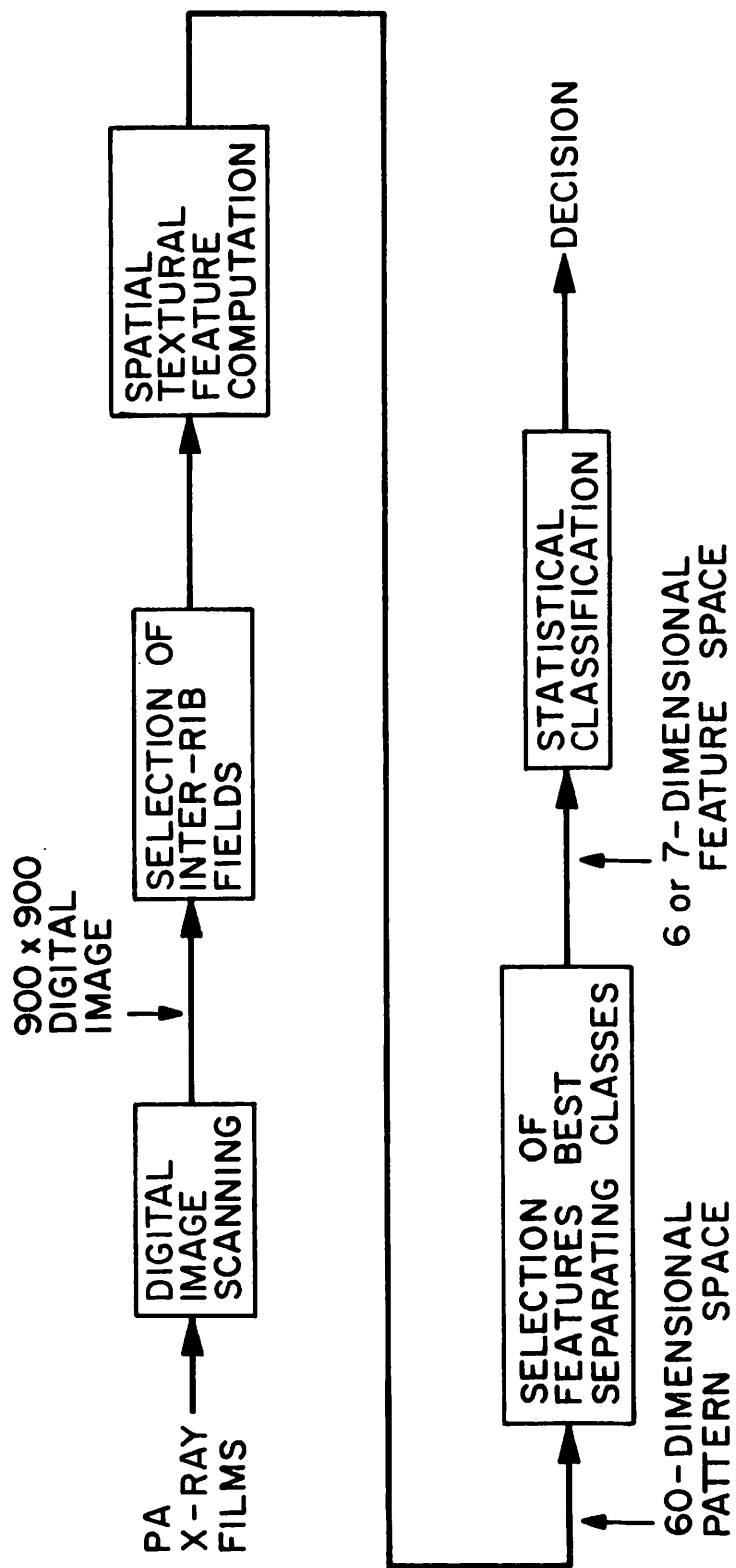 PA
X-RAY
FILMS
DIGITAL
IMAGE
SCANNING
900 x 900
DIGITAL
IMAGE
SELECTION OF
INTER-RIB
FIELDS
SPATIAL
TEXTURAL
FEATURE
COMPUTATION
60-DIMENSIONAL
PATTERN SPACE
SELECTION OF
FEATURES BEST
SEPARATING CLASSES
6 or 7-DIMENSIONAL
FEATURE SPACE
STATISTICAL
CLASSIFICATION
DECISION